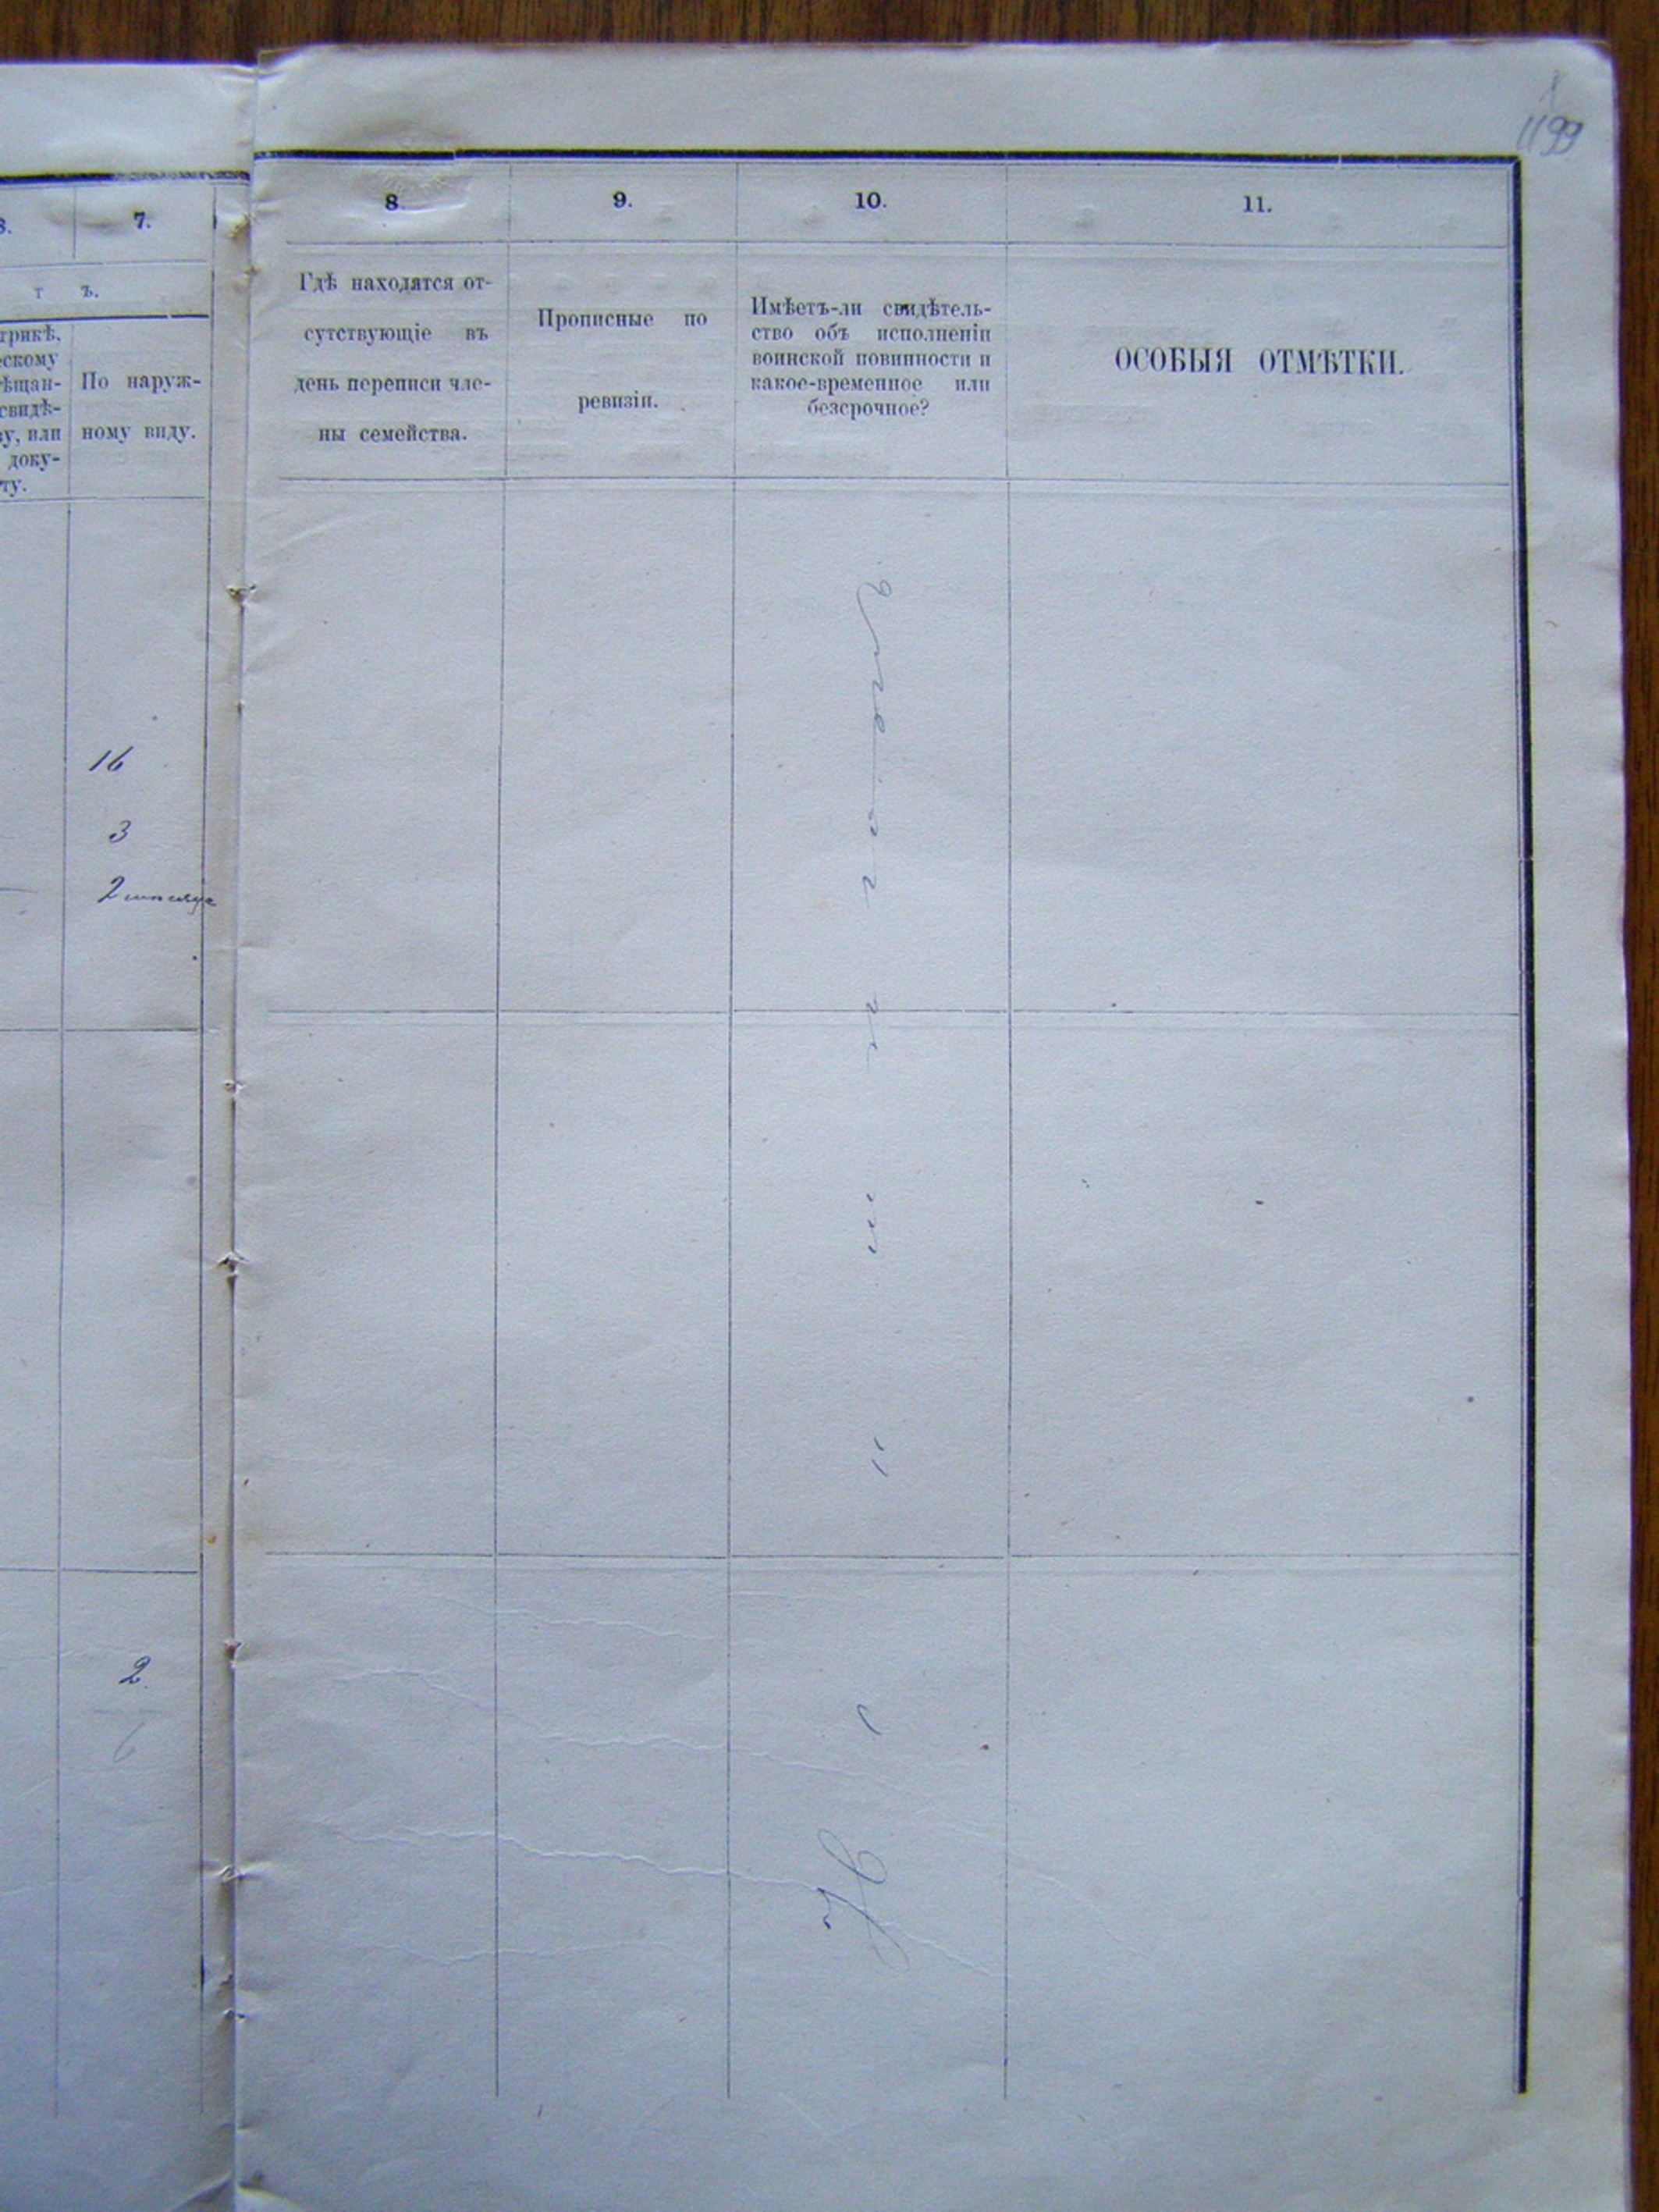 1199
7.
т ъ.
трикѣ,
ескому
ѣщан-
свидѣ-
ву, или
доку-
ту.
По наруж-
ному виду.
16
3
2
2
8
Гдѣ находятся от-
сутствующіе въ
день переписи чле-
ны семейства.
9.
Прописные по
ревизіи.
10.
Имѣетъ-ли свидѣтель-
ство объ исполненіи
воинской повинности и
какое-временное или
безсрочное?
11.
ОСОБЫЯ ОТМѢТКИ.